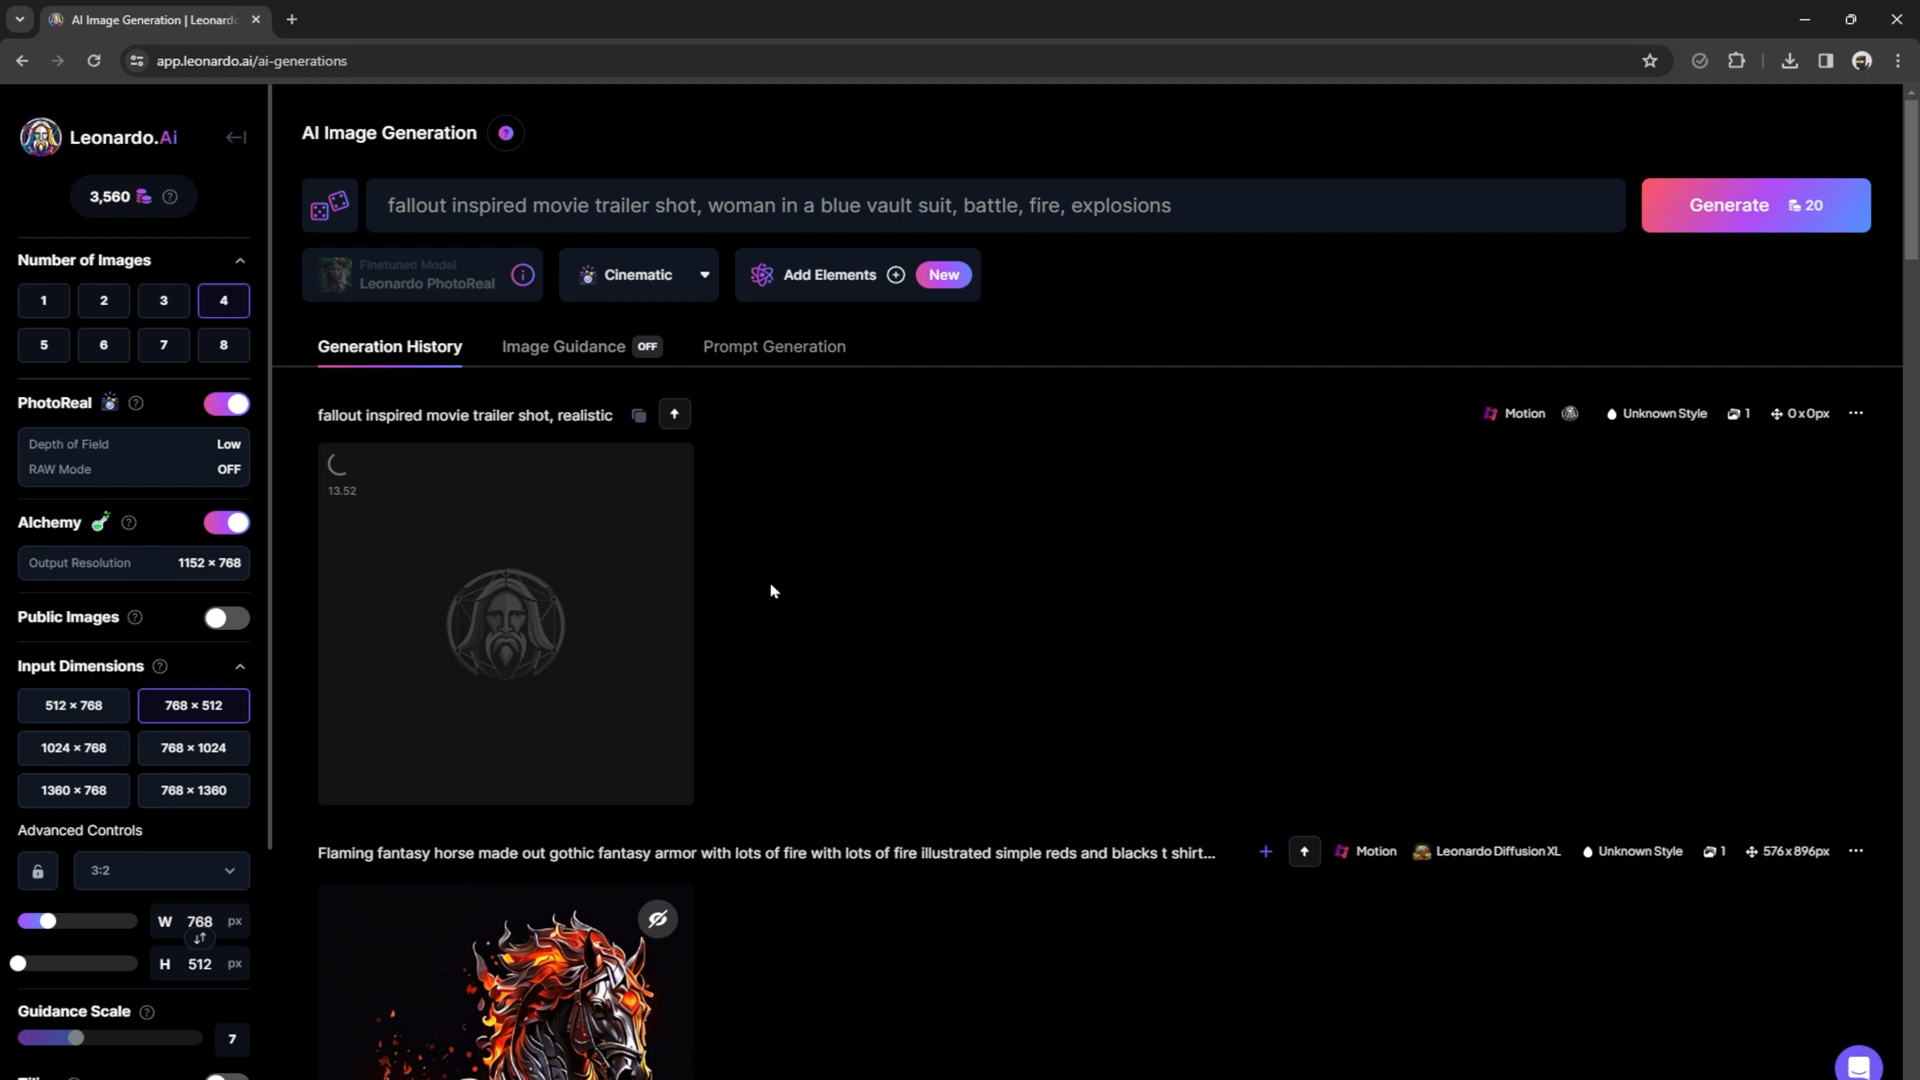 AI Image Generation | Leonardo
app.leonardo.ai/ai-generations
Leonardo.Ai
3,560
Number of Images
1 2 3 4
5 6 7 8
PhotoReal
Depth of Field Low
RAW Mode OFF
Alchemy
Output Resolution 1152 × 768
Public Images
Input Dimensions
512 × 768 768 × 512
1024 × 768 768 × 1024
1360 × 768 768 × 1360
Advanced Controls
3:2
W 768 px
H 512 px
Guidance Scale
7
AI Image Generation
fallout inspired movie trailer shot, woman in a blue vault suit, battle, fire, explosions
Generate 20
Finetuned Model
Leonardo PhotoReal
Cinematic
Add Elements New
Generation History Image Guidance OFF Prompt Generation
fallout inspired movie trailer shot, realistic
Motion Unknown Style 1 0x0px
13.52
Flaming fantasy horse made out gothic fantasy armor with lots of fire with lots of fire illustrated simple reds and blacks t shirt...
Motion Leonardo Diffusion XL Unknown Style 1 576x896px